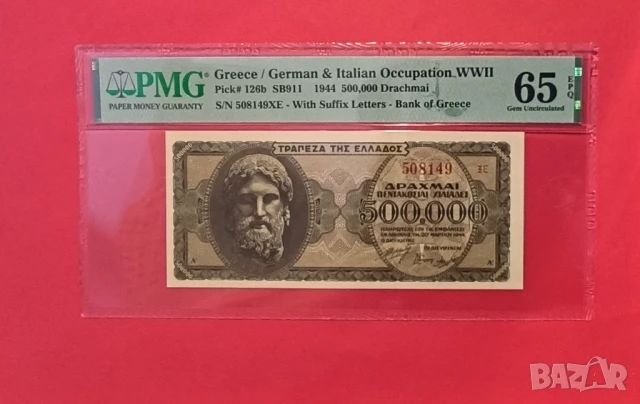 PMG
PAPER MONEY GUARANTY
Greece / German & Italian Occupation WWII
Pick# 126b SB911 1944 500,000 Drachmai
S/N 508149XE - With Suffix Letters - Bank of Greece
65 EPQ
Gem Uncirculated
ΤΡΑΠΕΖΑ ΤΗΣ ΕΛΛΑΔΟΣ
508149 ΞΕ
ΔΡΑΧΜΑΙ
ΠΕΝΤΑΚΟΣΙΑΙ ΧΙΛΙΑΔΕΣ
500.000
BAZAR